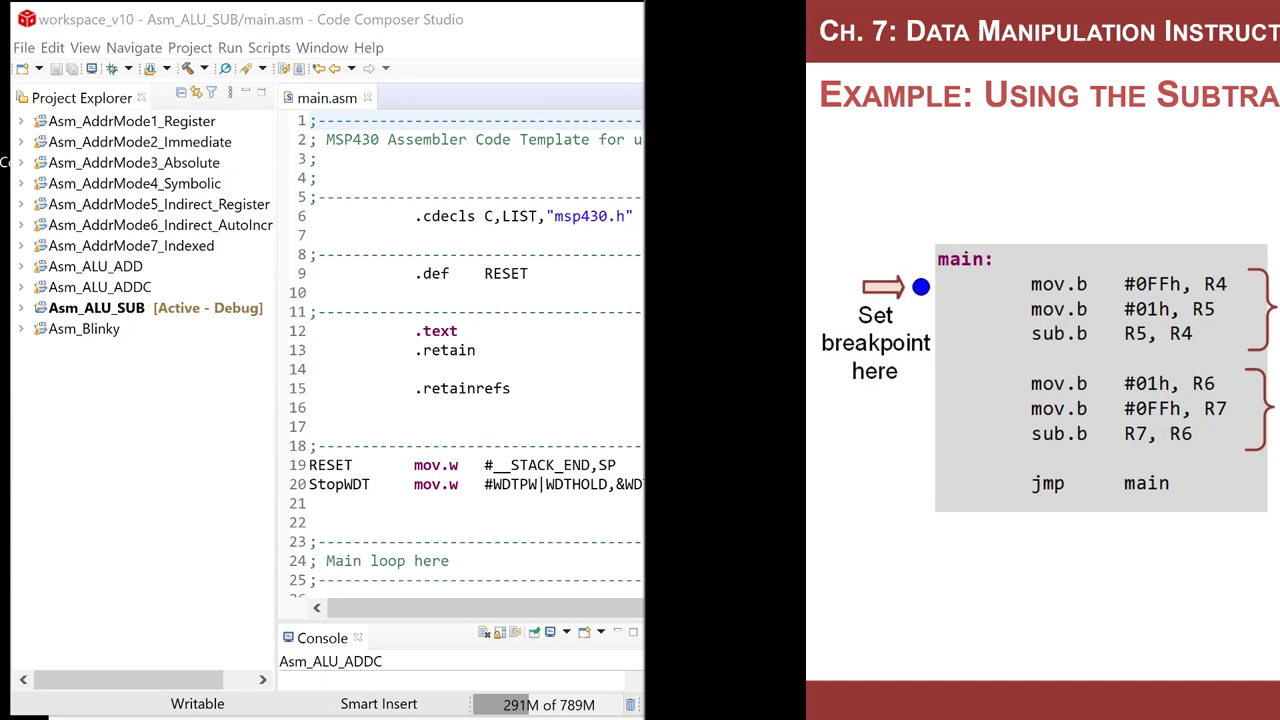 workspace_v10 - Asm_ALU_SUB/main.asm - Code Composer Studio
File Edit View Navigate Project Run Scripts Window Help
Project Explorer
Asm_AddrMode1_Register
Asm_AddrMode2_Immediate
Asm_AddrMode3_Absolute
Asm_AddrMode4_Symbolic
Asm_AddrMode5_Indirect_Register
Asm_AddrMode6_Indirect_AutoIncr
Asm_AddrMode7_Indexed
Asm_ALU_ADD
Asm_ALU_ADDC
Asm_ALU_SUB [Active - Debug]
Asm_Blinky
main.asm
1 ;-------------------------------------
2 ; MSP430 Assembler Code Template for u
3 ;
4 ;
5 ;-------------------------------------
6 .cdecls C,LIST,"msp430.h"
7
8 ;-------------------------------------
9 .def RESET
10
11 ;-------------------------------------
12 .text
13 .retain
14
15 .retainrefs
16
17
18 ;-------------------------------------
19 RESET mov.w #__STACK_END,SP
20 StopWDT mov.w #WDTPW|WDTHOLD,&WD
21
22
23 ;-------------------------------------
24 ; Main loop here
25 ;-------------------------------------
Console
Asm_ALU_ADDC
Writable Smart Insert 291M of 789M
CH. 7: DATA MANIPULATION INSTRUCT
EXAMPLE: USING THE SUBTRA
Set
breakpoint
here
main:
mov.b #0FFh, R4
mov.b #01h, R5
sub.b R5, R4
mov.b #01h, R6
mov.b #0FFh, R7
sub.b R7, R6
jmp main